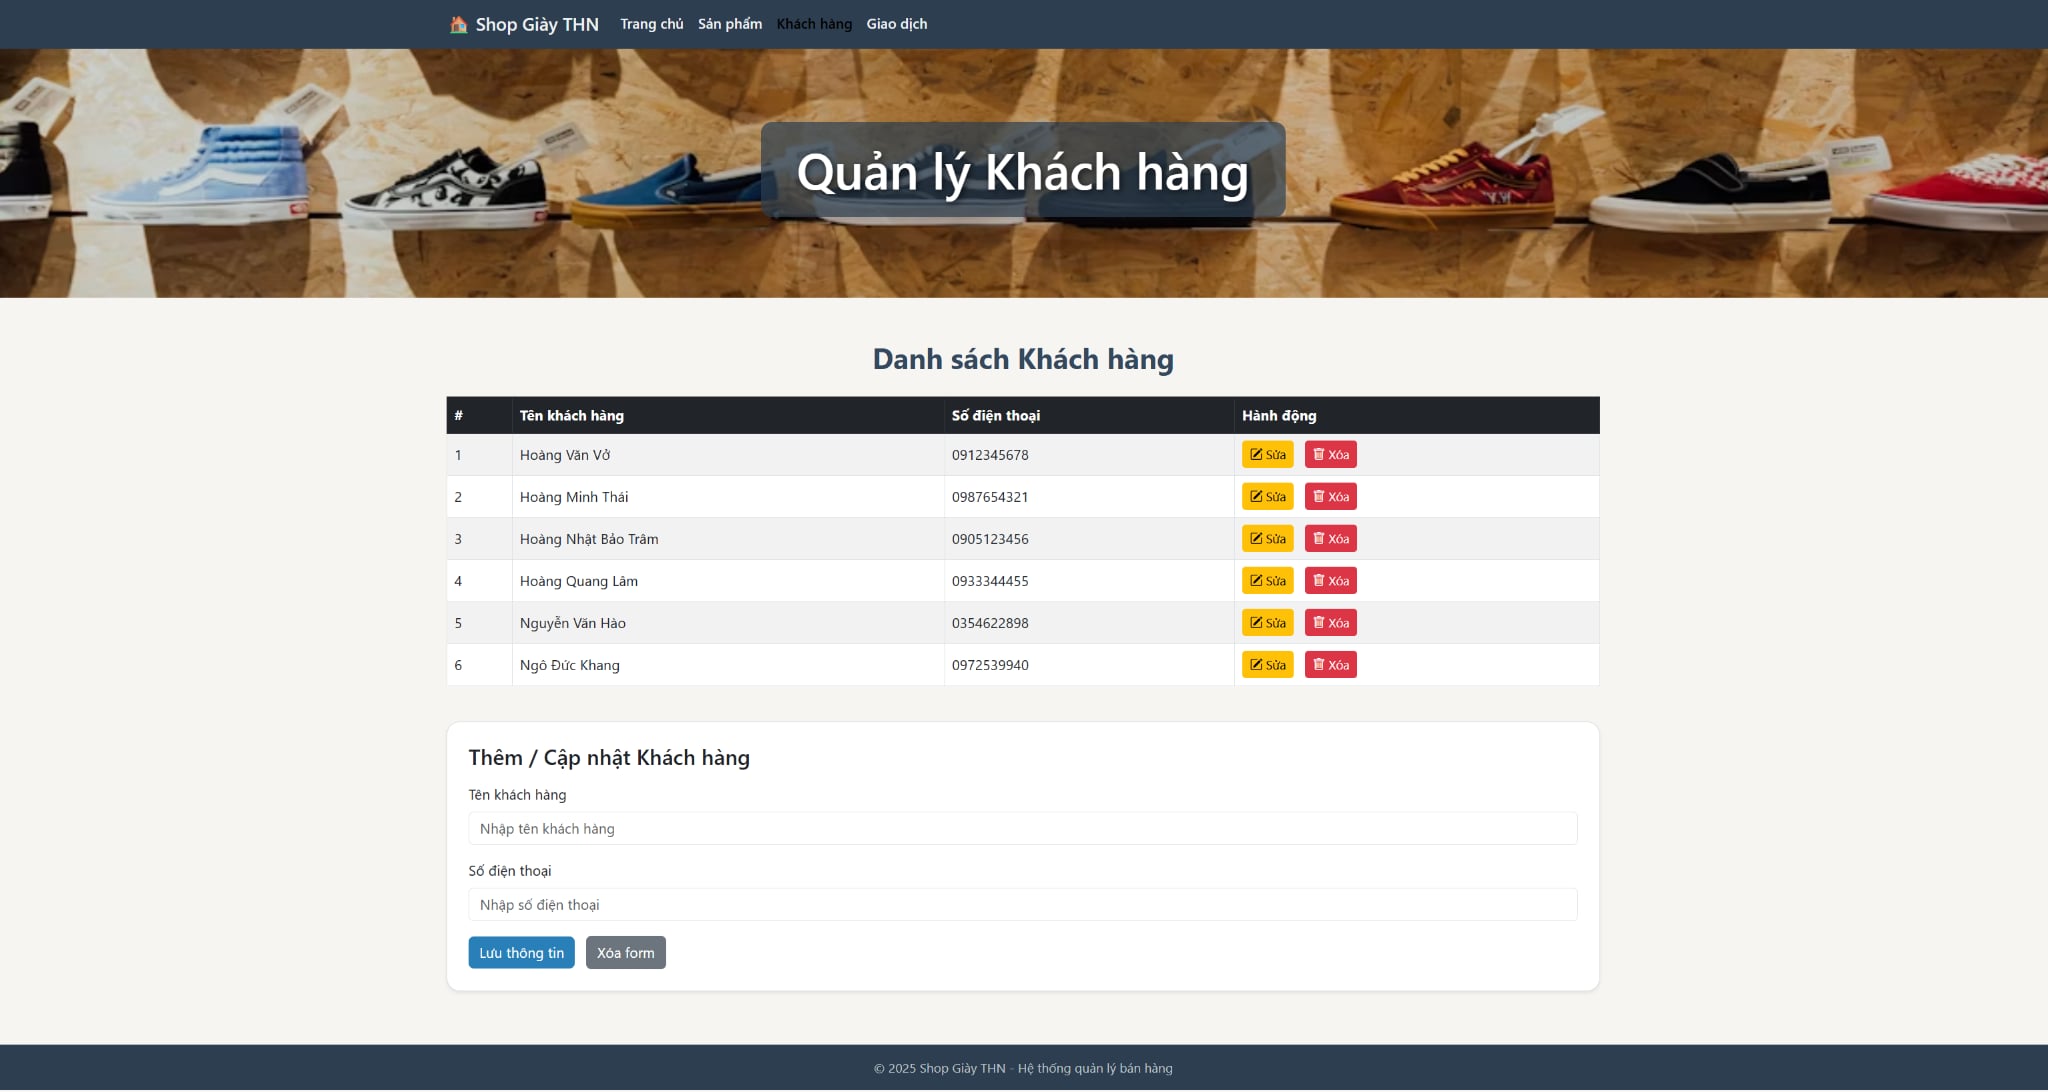 Shop Giày THN Trang chủ Sản phẩm Khách hàng Giao dịch
Quản lý Khách hàng
Danh sách Khách hàng
# Tên khách hàng Số điện thoại Hành động
1 Hoàng Văn Vở 0912345678 Sửa Xóa
2 Hoàng Minh Thái 0987654321 Sửa Xóa
3 Hoàng Nhật Bảo Trâm 0905123456 Sửa Xóa
4 Hoàng Quang Lâm 0933344455 Sửa Xóa
5 Nguyễn Văn Hào 0354622898 Sửa Xóa
6 Ngô Đức Khang 0972539940 Sửa Xóa
Thêm / Cập nhật Khách hàng
Tên khách hàng
Nhập tên khách hàng
Số điện thoại
Nhập số điện thoại
Lưu thông tin Xóa form
© 2025 Shop Giày THN - Hệ thống quản lý bán hàng